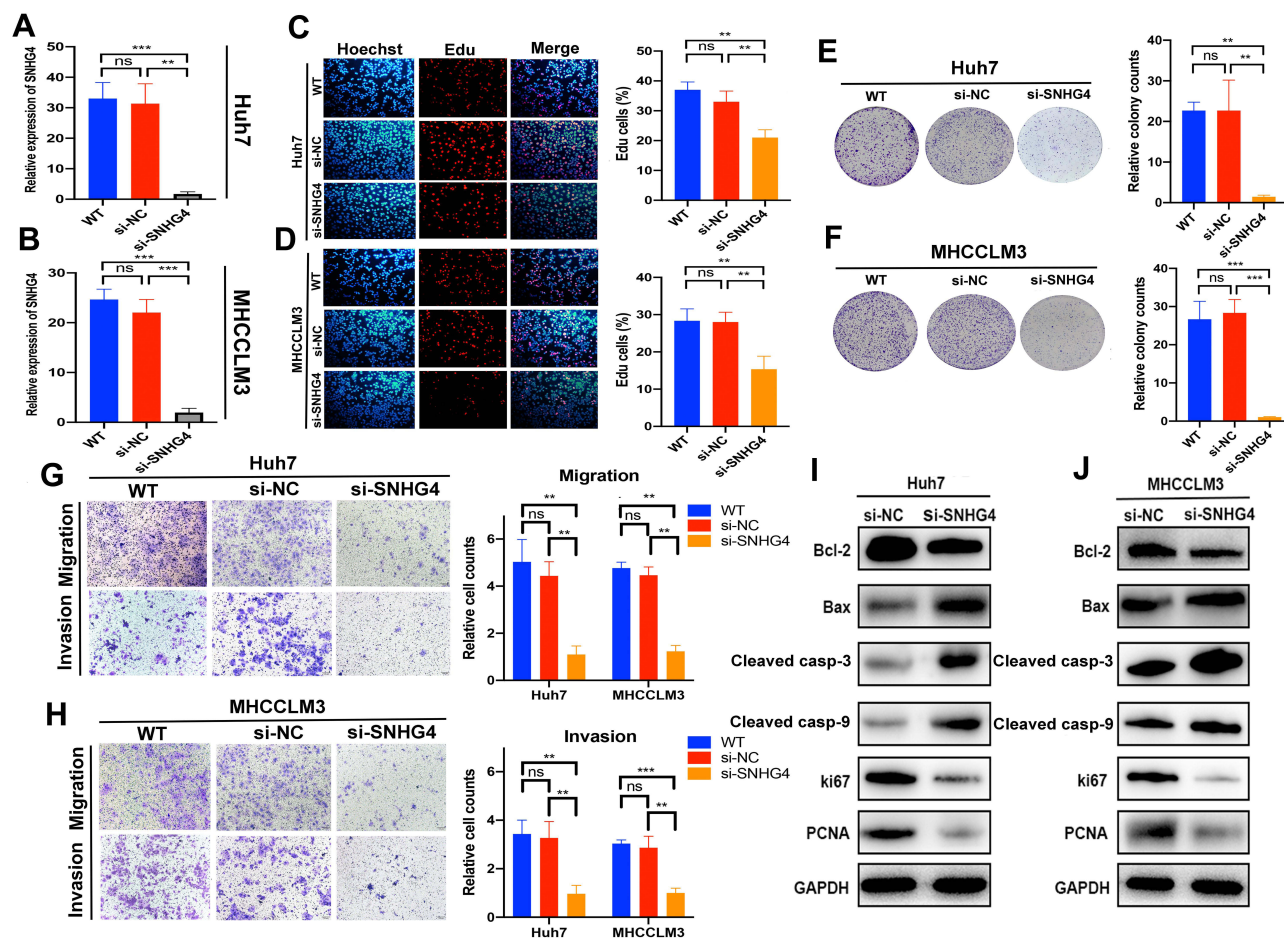 A
Relative expression of SNHG4
50
40
30
20
10
0
***
ns
**
WT
si-NC
si-SNHG4
Huh7
B
Relative expression of SNHG4
30
20
10
0
***
ns
***
WT
si-NC
si-SNHG4
MHCCLM3
C
Hoechst
Edu
Merge
Huh7
WT
si-NC
si-SNHG4
Edu cells (%)
50
40
30
20
10
0
**
ns
**
WT
si-NC
si-SNHG4
D
MHCCLM3
WT
si-NC
si-SNHG4
Edu cells (%)
40
30
20
10
0
**
ns
**
WT
si-NC
si-SNHG4
E
Huh7
WT
si-NC
si-SNHG4
Relative colony counts
40
30
20
10
0
**
ns
**
WT
si-NC
si-SNHG4
F
MHCCLM3
WT
si-NC
si-SNHG4
Relative colony counts
40
30
20
10
0
***
ns
***
WT
si-NC
si-SNHG4
G
Huh7
WT
si-NC
si-SNHG4
Migration
Invasion
Migration
Relative cell counts
6
4
2
0
**
ns
**
**
ns
**
Huh7
MHCCLM3
WT
si-NC
si-SNHG4
H
MHCCLM3
WT
si-NC
si-SNHG4
Migration
Invasion
Invasion
Relative cell counts
6
4
2
0
**
ns
**
***
ns
**
Huh7
MHCCLM3
WT
si-NC
si-SNHG4
I
Huh7
si-NC
Si-SNHG4
Bcl-2
Bax
Cleaved casp-3
Cleaved casp-9
ki67
PCNA
GAPDH
J
MHCCLM3
si-NC
Si-SNHG4
Bcl-2
Bax
Cleaved casp-3
Cleaved casp-9
ki67
PCNA
GAPDH